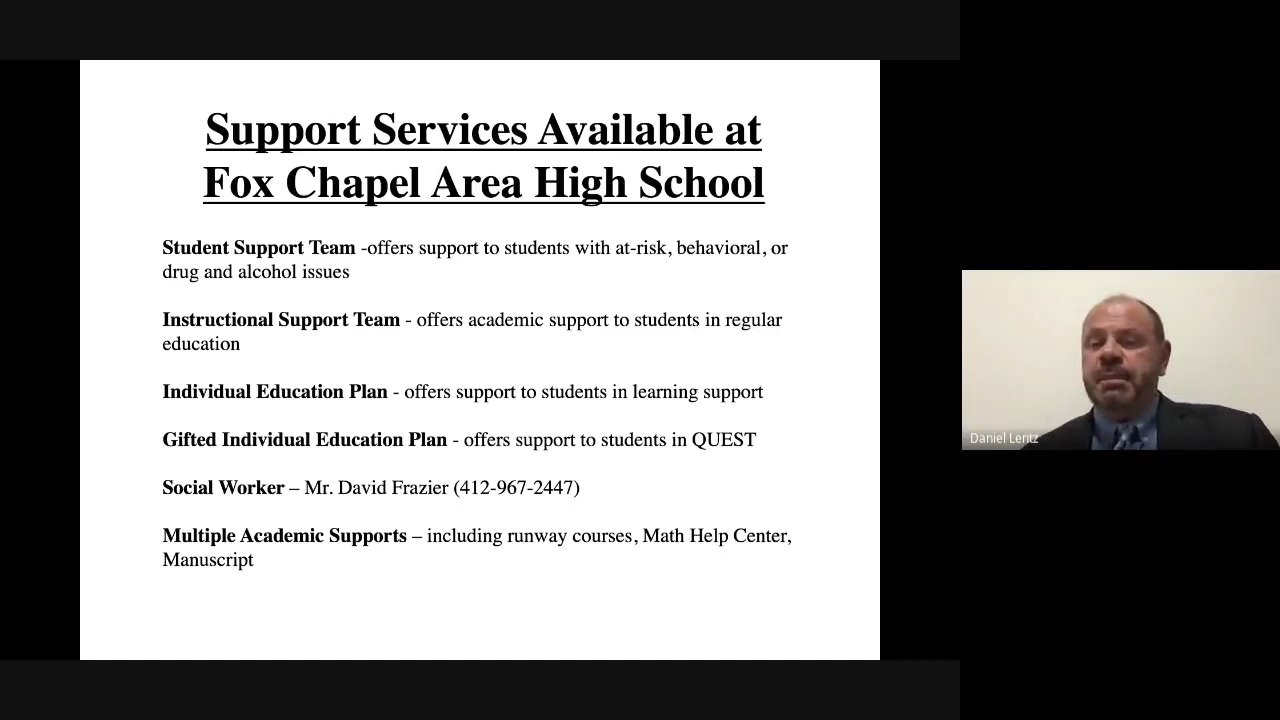 Support Services Available at
Fox Chapel Area High School
Student Support Team -offers support to students with at-risk, behavioral, or
drug and alcohol issues
Instructional Support Team - offers academic support to students in regular
education
Individual Education Plan - offers support to students in learning support
Gifted Individual Education Plan - offers support to students in QUEST
Social Worker – Mr. David Frazier (412-967-2447)
Multiple Academic Supports – including runway courses, Math Help Center,
Manuscript
Daniel Lentz